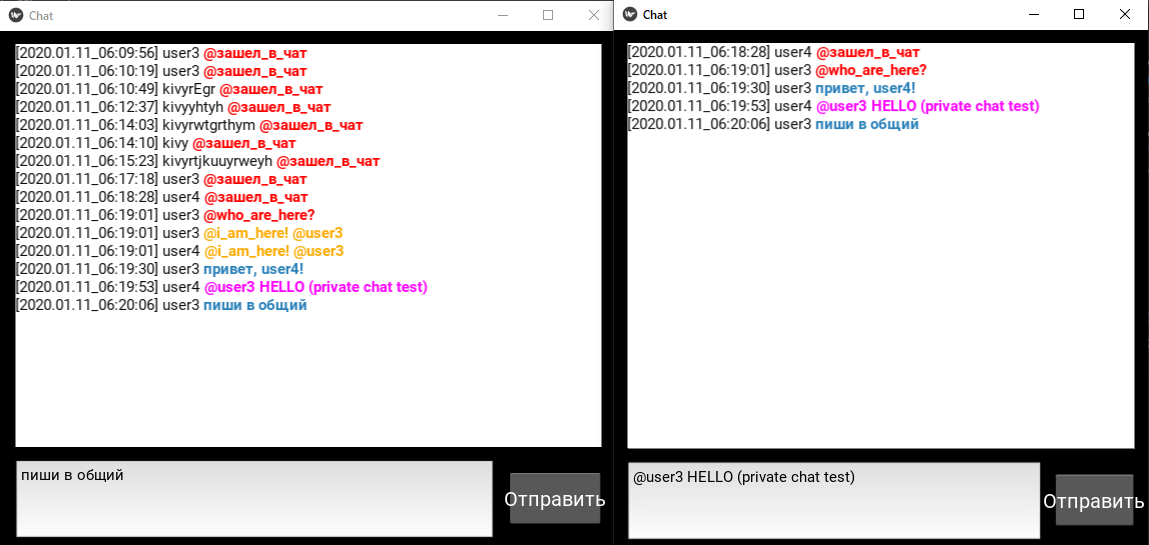 Chat
[2020.01.11_06:09:56] user3 @зашел_в_чат
[2020.01.11_06:10:19] user3 @зашел_в_чат
[2020.01.11_06:10:49] kivyrEgr @зашел_в_чат
[2020.01.11_06:12:37] kivyyhtyh @зашел_в_чат
[2020.01.11_06:14:03] kivyrwtgrthym @зашел_в_чат
[2020.01.11_06:14:10] kivy @зашел_в_чат
[2020.01.11_06:15:23] kivyrtjkuuyrweyh @зашел_в_чат
[2020.01.11_06:17:18] user3 @зашел_в_чат
[2020.01.11_06:18:28] user4 @зашел_в_чат
[2020.01.11_06:19:01] user3 @who_are_here?
[2020.01.11_06:19:01] user3 @i_am_here! @user3
[2020.01.11_06:19:01] user4 @i_am_here! @user3
[2020.01.11_06:19:30] user3 привет, user4!
[2020.01.11_06:19:53] user4 @user3 HELLO (private chat test)
[2020.01.11_06:20:06] user3 пиши в общий
пиши в общий
Отправить
Chat
[2020.01.11_06:18:28] user4 @зашел_в_чат
[2020.01.11_06:19:01] user3 @who_are_here?
[2020.01.11_06:19:30] user3 привет, user4!
[2020.01.11_06:19:53] user4 @user3 HELLO (private chat test)
[2020.01.11_06:20:06] user3 пиши в общий
@user3 HELLO (private chat test)
Отправить